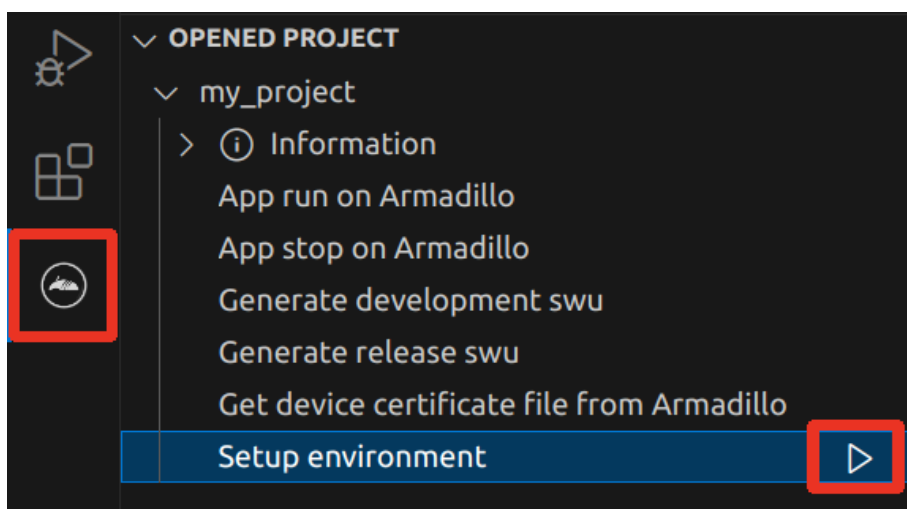 OPENED PROJECT
my_project
Information
App run on Armadillo
App stop on Armadillo
Generate development swu
Generate release swu
Get device certificate file from Armadillo
Setup environment